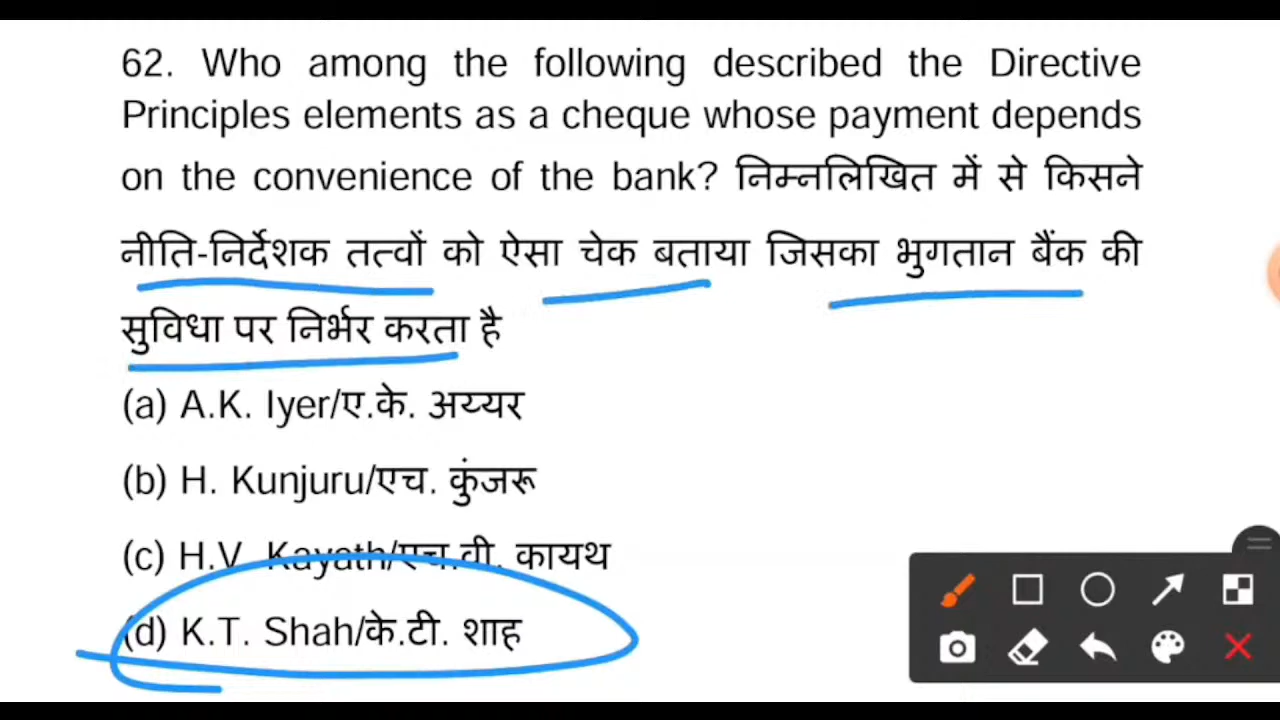 62. Who among the following described the Directive
Principles elements as a cheque whose payment depends
on the convenience of the bank? निम्नलिखित में से किसने
नीति-निर्देशक तत्वों को ऐसा चेक बताया जिसका भुगतान बैंक की
सुविधा पर निर्भर करता है
(a) A.K. Iyer/ए.के. अय्यर
(b) H. Kunjuru/एच. कुंजरू
(c) H.V. Kayath/एच.वी. कायथ
(d) K.T. Shah/के.टी. शाह